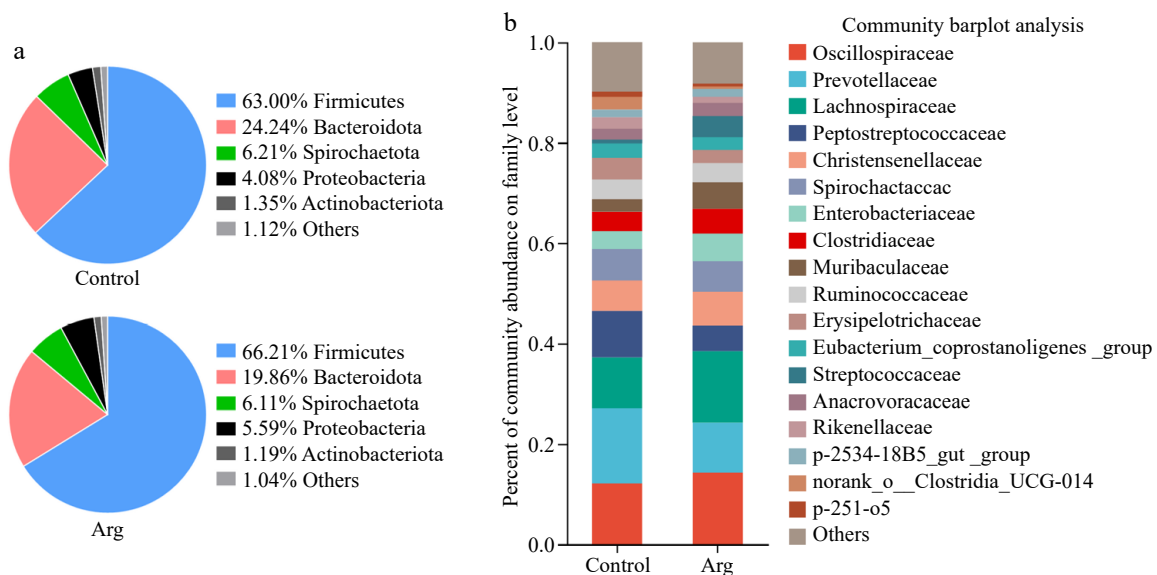 a
63.00% Firmicutes
24.24% Bacteroidota
6.21% Spirochaetota
4.08% Proteobacteria
1.35% Actinobacteriota
1.12% Others
Control
66.21% Firmicutes
19.86% Bacteroidota
6.11% Spirochaetota
5.59% Proteobacteria
1.19% Actinobacteriota
1.04% Others
Arg
b
Community barplot analysis
Percent of community abundance on family level
1.0
0.8
0.6
0.4
0.2
0.0
Control
Arg
Oscillospiraceae
Prevotellaceae
Lachnospiraceae
Peptostreptococcaceae
Christensenellaceae
Spirochactaccac
Enterobacteriaceae
Clostridiaceae
Muribaculaceae
Ruminococcaceae
Erysipelotrichaceae
Eubacterium_coprostanoligenes _group
Streptococcaceae
Anacrovoracaceae
Rikenellaceae
p-2534-18B5_gut _group
norank_o__Clostridia_UCG-014
p-251-o5
Others